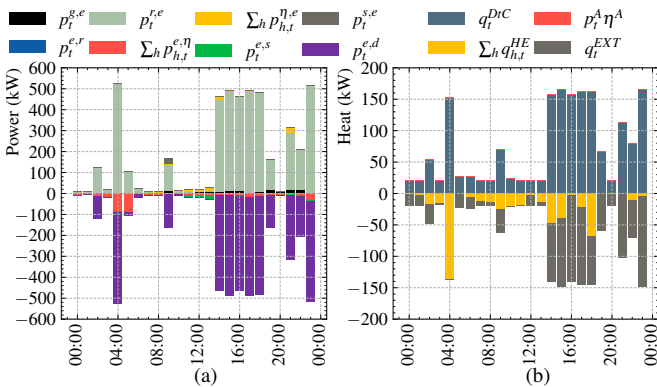 p_t^{g,e} p_t^{r,e} ∑_h p_{h,t}^{η,e} p_t^{s,e} q_t^{DtC} p_t^A η^A
p_t^{e,r} ∑_h p_{h,t}^{e,η} p_t^{e,s} p_t^{e,d} ∑_h q_{h,t}^{HE} q_t^{EXT}
Power (kW)
600
500
400
300
200
100
0
−100
−200
−300
−400
−500
−600
00:00 04:00 08:00 12:00 16:00 20:00 00:00
(a)
Heat (kW)
200
150
100
50
0
−50
−100
−150
−200
00:00 04:00 08:00 12:00 16:00 20:00 00:00
(b)